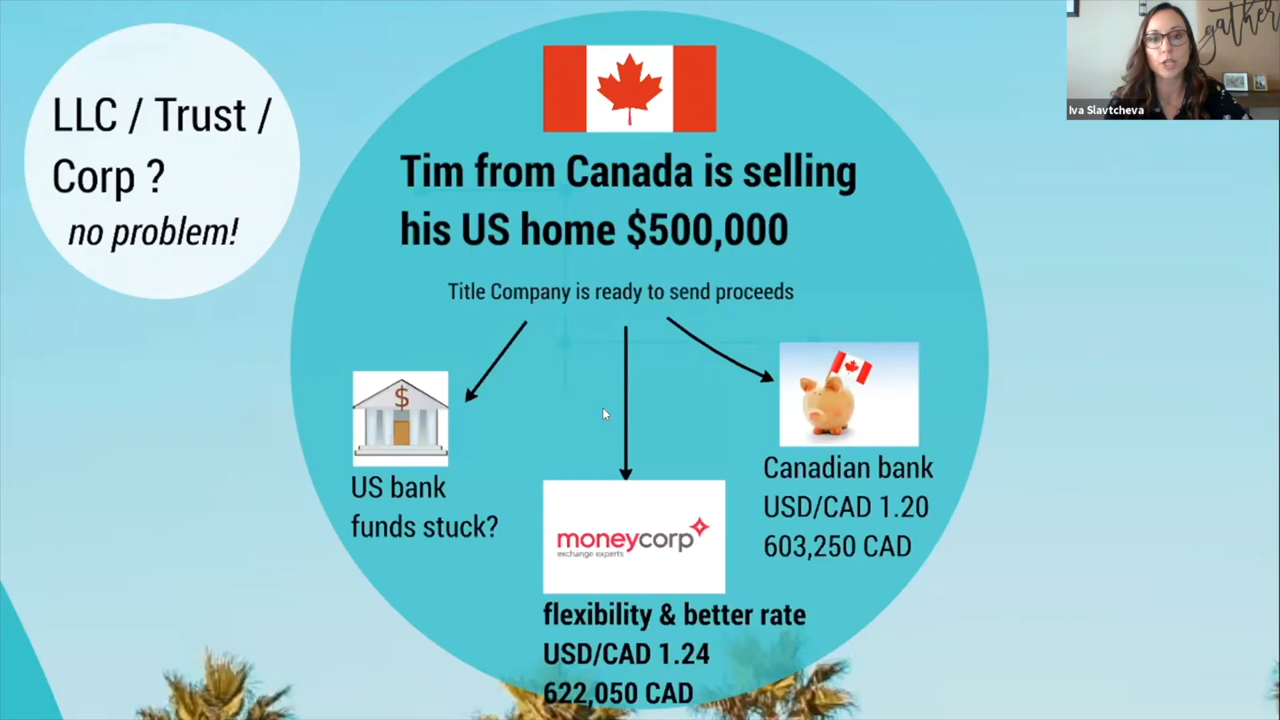 LLC / Trust /
Corp ?
no problem!
Tim from Canada is selling
his US home $500,000
Title Company is ready to send proceeds
$
US bank
funds stuck?
moneycorp
exchange experts
flexibility & better rate
USD/CAD 1.24
622,050 CAD
Canadian bank
USD/CAD 1.20
603,250 CAD
gather
Iva Slavtcheva